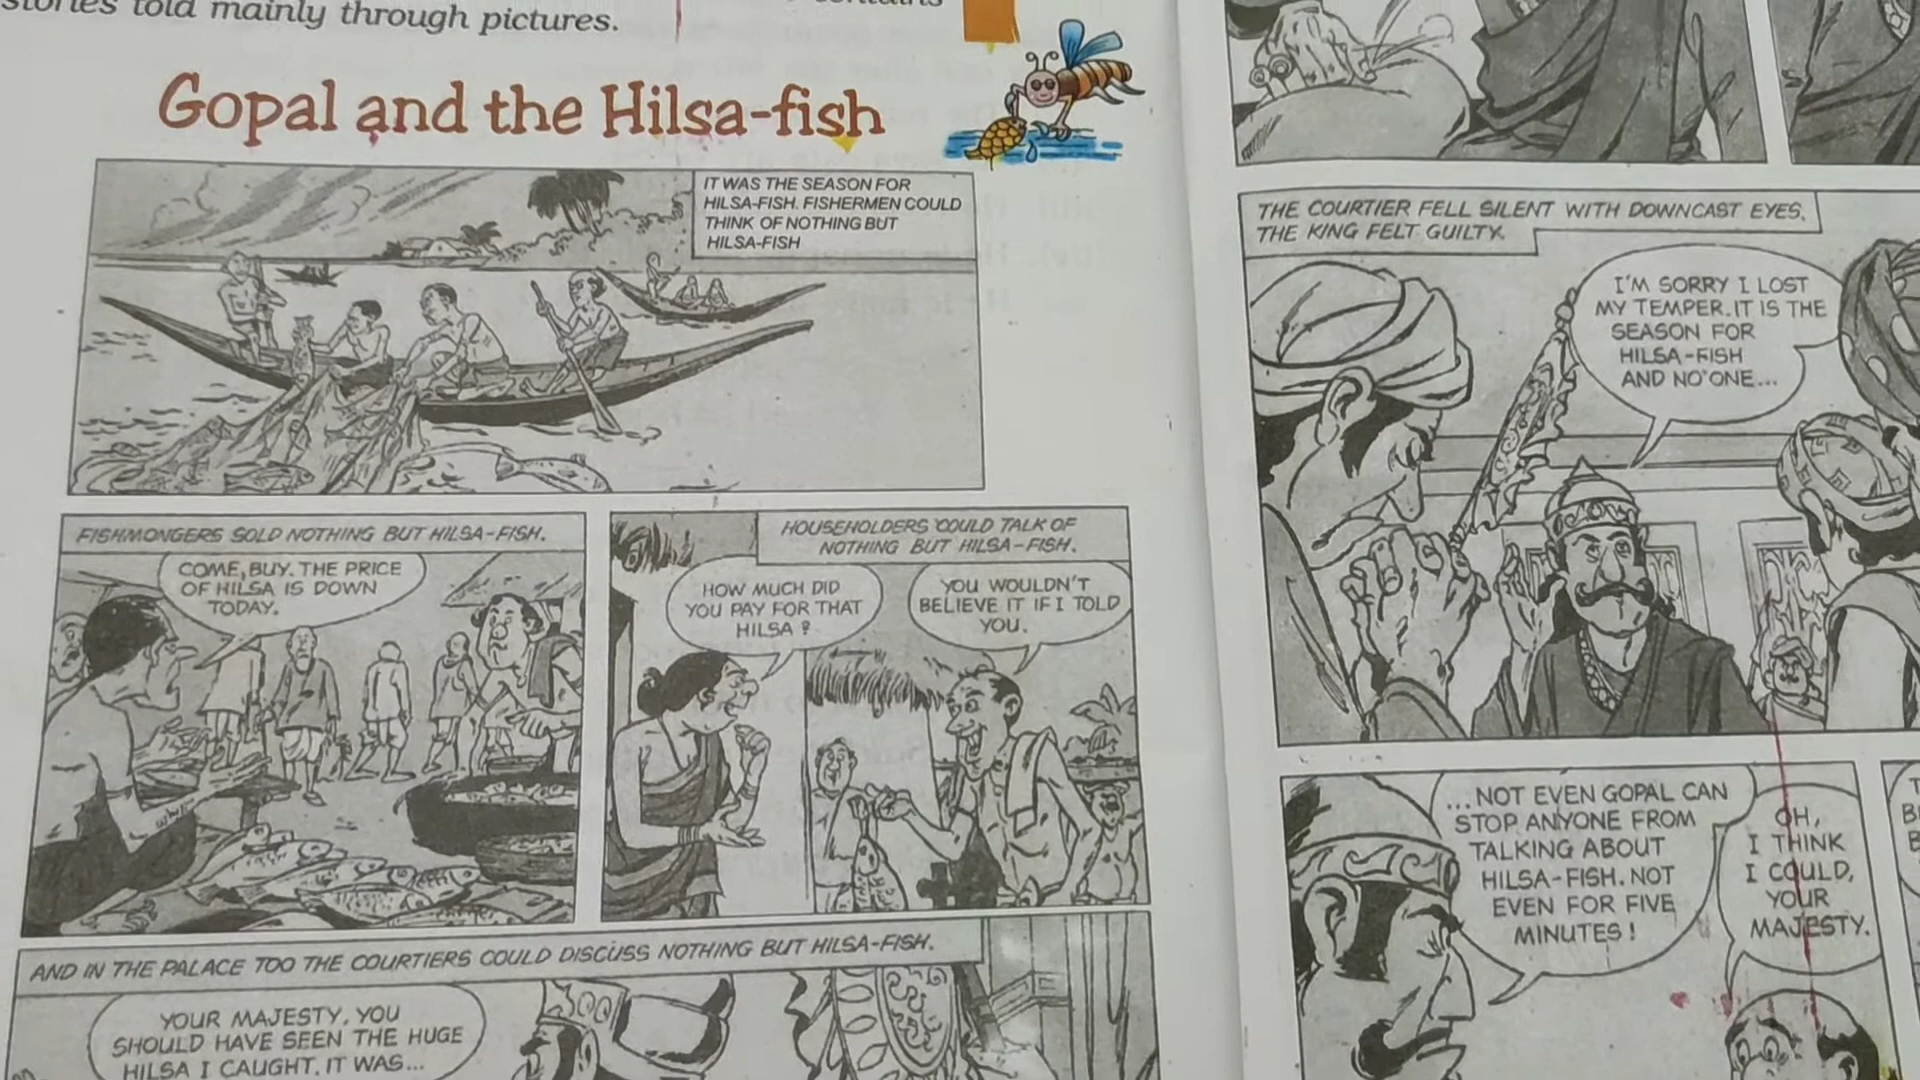 stories told mainly through pictures.
Gopal and the Hilsa-fish
IT WAS THE SEASON FOR
HILSA-FISH. FISHERMEN COULD
THINK OF NOTHING BUT
HILSA-FISH
FISHMONGERS SOLD NOTHING BUT HILSA-FISH.
COME, BUY. THE PRICE
OF HILSA IS DOWN
TODAY.
HOUSEHOLDERS COULD TALK OF
NOTHING BUT HILSA-FISH.
HOW MUCH DID
YOU PAY FOR THAT
HILSA?
YOU WOULDN'T
BELIEVE IT IF I TOLD
YOU.
AND IN THE PALACE TOO THE COURTIERS COULD DISCUSS NOTHING BUT HILSA-FISH.
YOUR MAJESTY, YOU
SHOULD HAVE SEEN THE HUGE
HILSA I CAUGHT. IT WAS...
THE COURTIER FELL SILENT WITH DOWNCAST EYES.
THE KING FELT GUILTY.
I'M SORRY I LOST
MY TEMPER. IT IS THE
SEASON FOR
HILSA-FISH
AND NO ONE...
...NOT EVEN GOPAL CAN
STOP ANYONE FROM
TALKING ABOUT
HILSA-FISH. NOT
EVEN FOR FIVE
MINUTES!
OH,
I THINK
I COULD,
YOUR
MAJESTY.